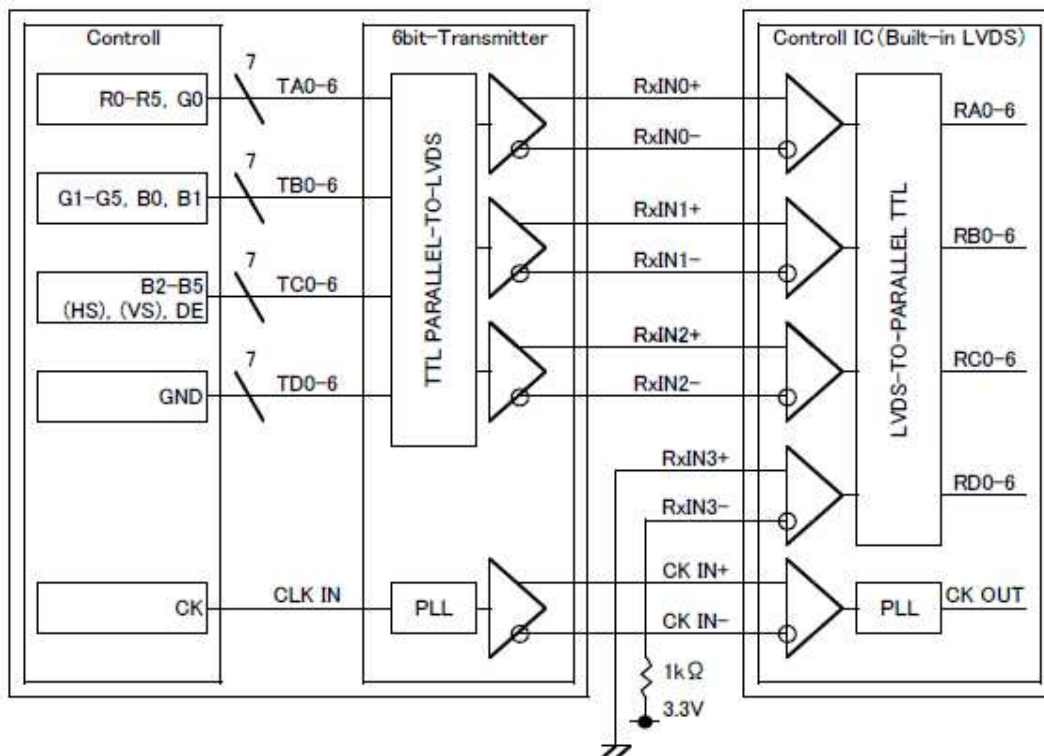 Controll
6bit-Transmitter
Controll IC(Built-in LVDS)
R0-R5, G0
7
TA0-6
RxIN0+
RxIN0-
RA0-6
G1-G5, B0, B1
7
TB0-6
RxIN1+
RxIN1-
RB0-6
B2-B5
(HS), (VS), DE
7
TC0-6
RxIN2+
RxIN2-
RC0-6
GND
7
TD0-6
RxIN3+
RxIN3-
RD0-6
TTL PARALLEL-TO-LVDS
LVDS-TO-PARALLEL TTL
CK
CLK IN
PLL
CK IN+
CK IN-
PLL
CK OUT
1kΩ
3.3V